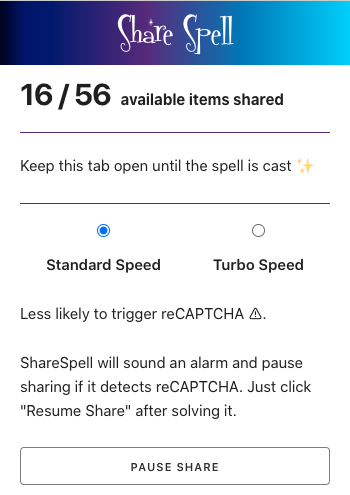 Share Spell
16 / 56 available items shared
Keep this tab open until the spell is cast ✨
Standard Speed Turbo Speed
Less likely to trigger reCAPTCHA ⚠.
ShareSpell will sound an alarm and pause
sharing if it detects reCAPTCHA. Just click
"Resume Share" after solving it.
PAUSE SHARE